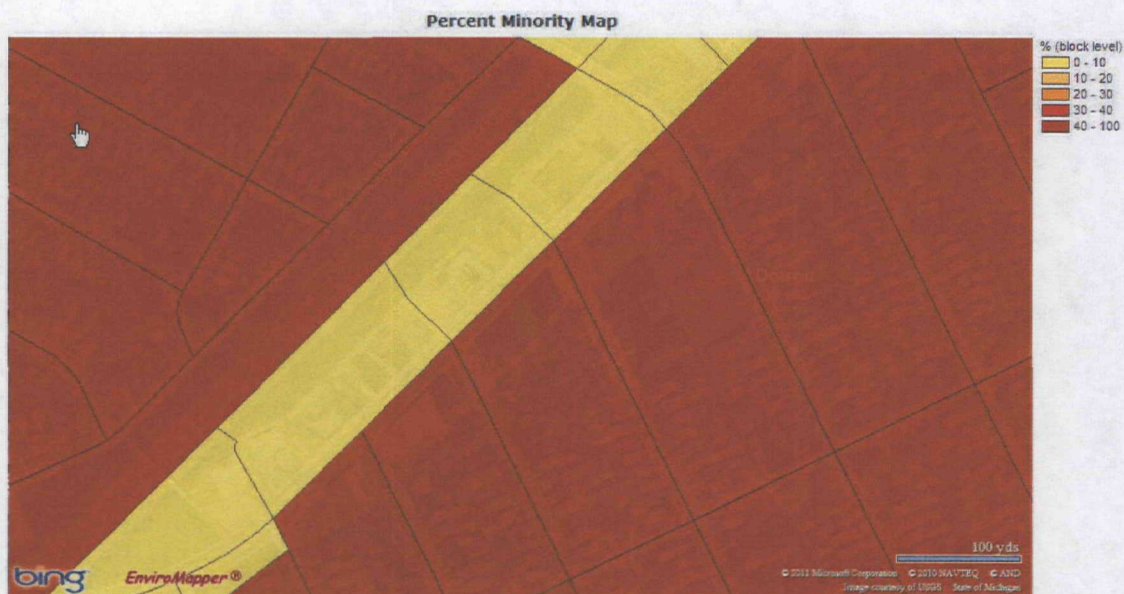 Percent Minority Map
% (block level)
0 - 10
10 - 20
20 - 30
30 - 40
40 - 100
100 yds
bing
EnviroMapper ®
© 2011 Microsoft Corporation © 2010 NAVTEQ © AND
Image courtesy of USGS State of Michigan